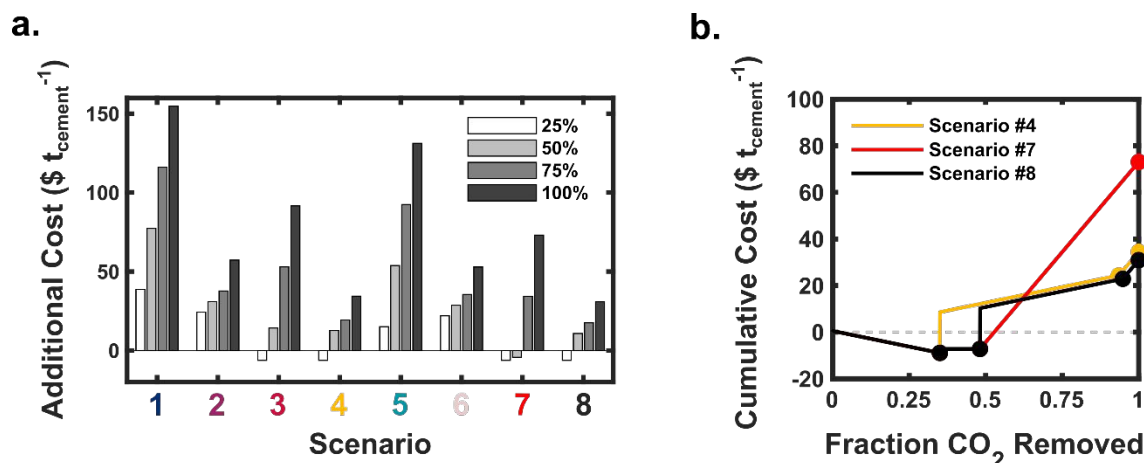 a.
Additional Cost ($ t_cement^-1)
150
100
50
0
25%
50%
75%
100%
1 2 3 4 5 6 7 8
Scenario
b.
Cumulative Cost ($ t_cement^-1)
100
80
60
40
20
0
-20
Scenario #4
Scenario #7
Scenario #8
0 0.25 0.5 0.75 1
Fraction CO₂ Removed